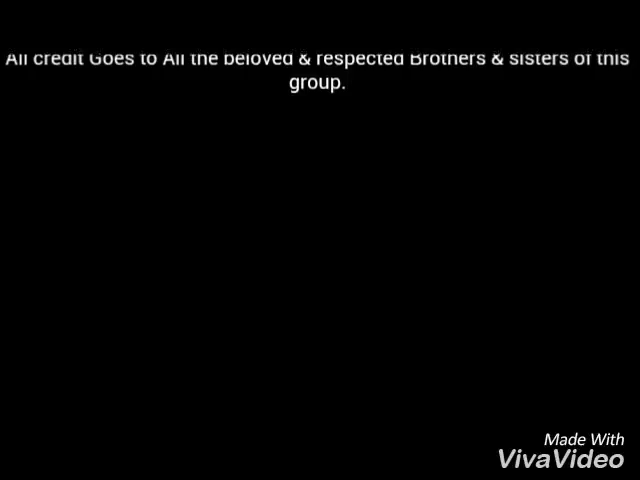 All credit Goes to All the beloved & respected Brothers & sisters of this
group.
Made With
VivaVideo